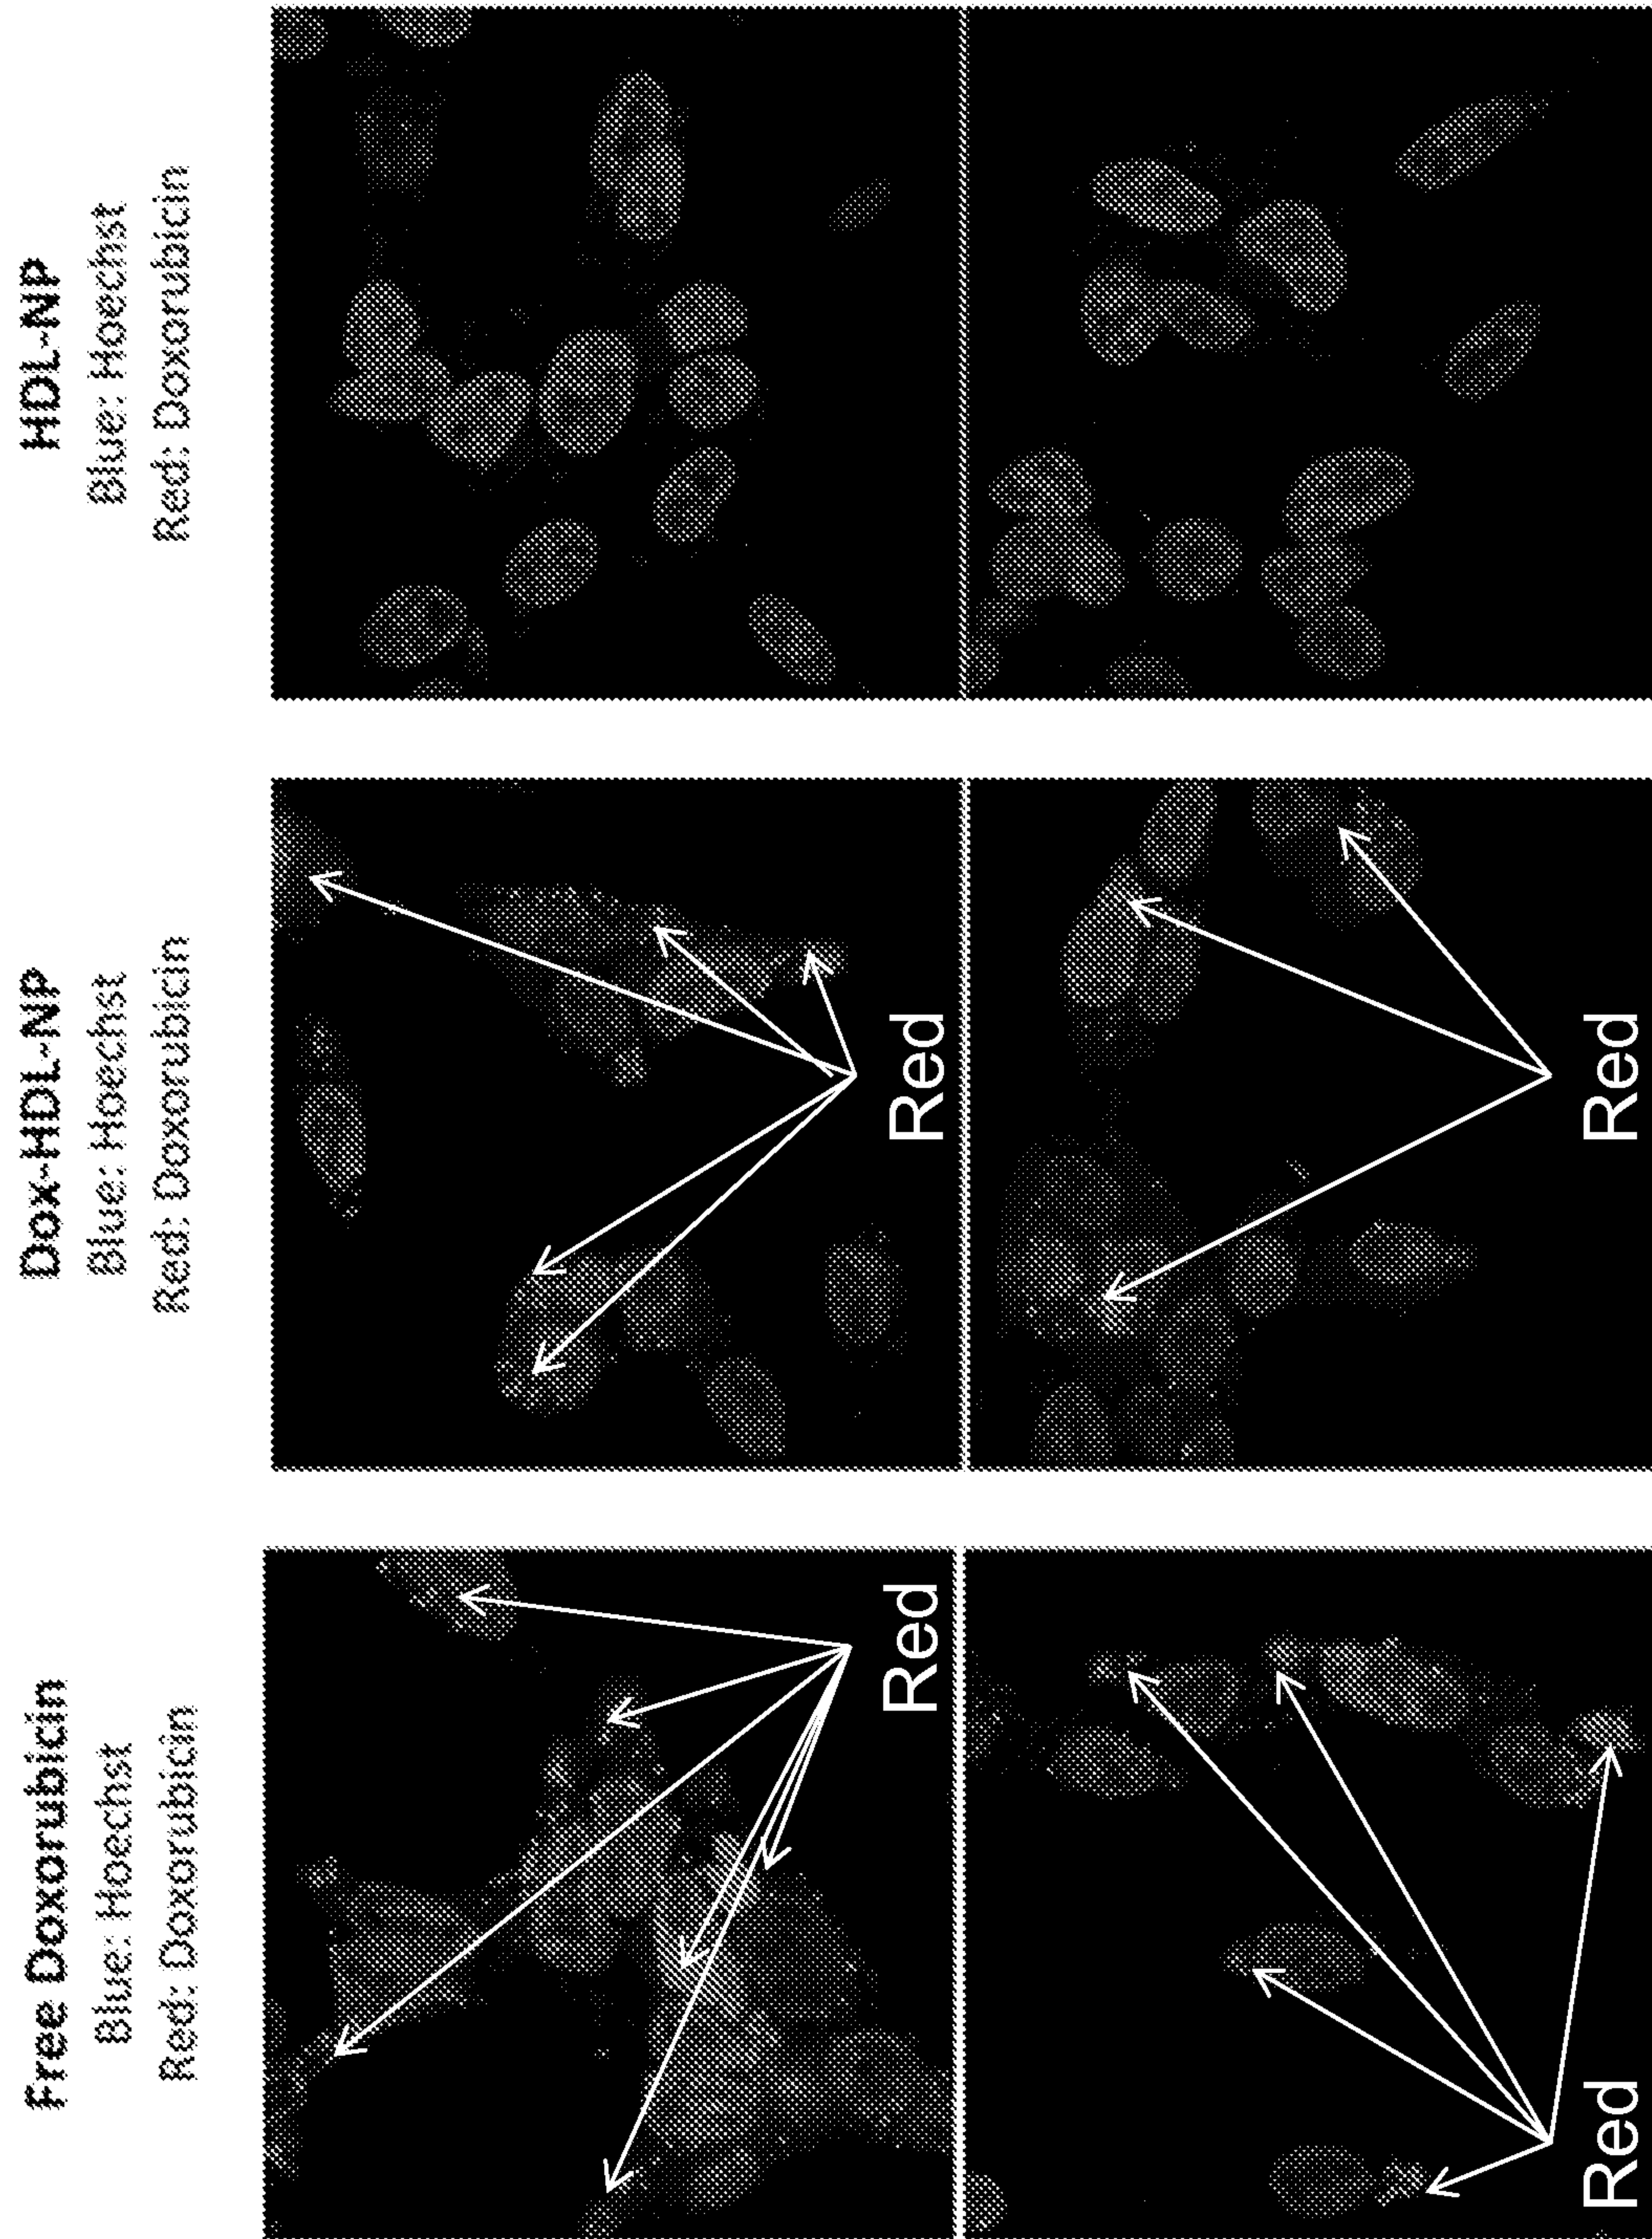 Free Doxorubicin
Blue: Hoechst
Red: Doxorubicin
Red
Red
Dox-HDL-NP
Blue: Hoechst
Red: Doxorubicin
Red
Red
HDL-NP
Blue: Hoechst
Red: Doxorubicin